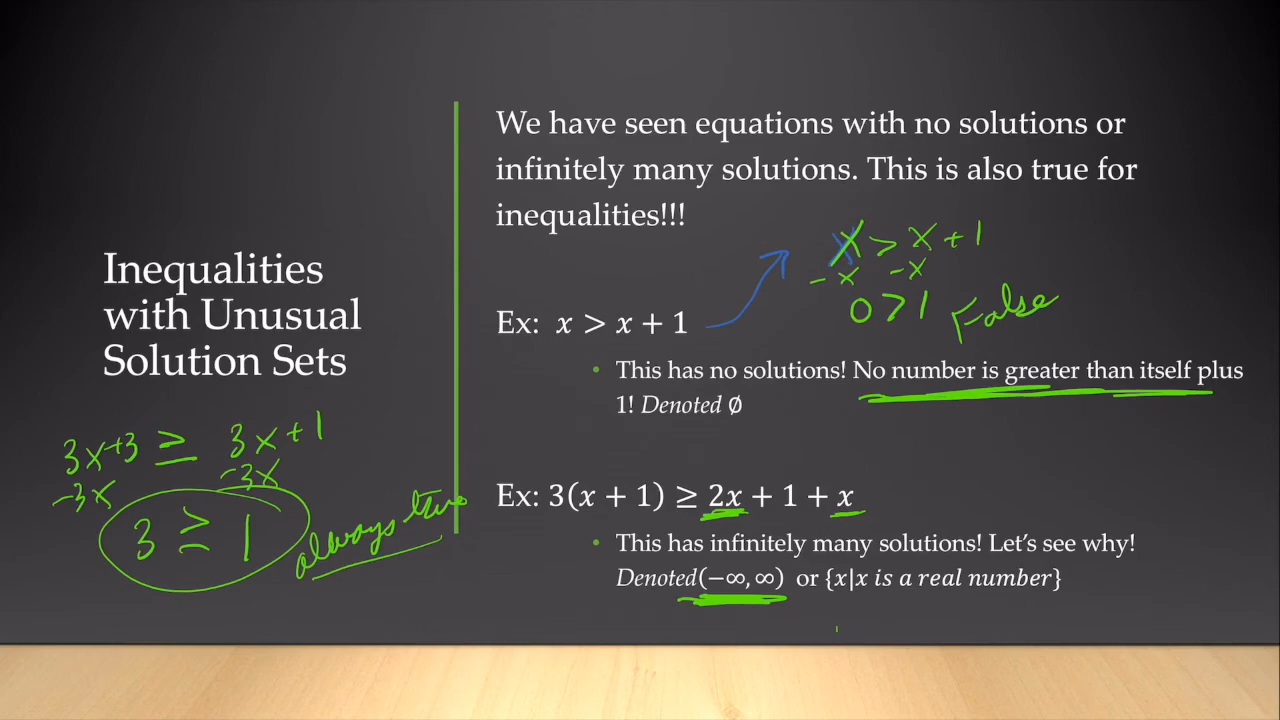 Inequalities
with Unusual
Solution Sets
3x+3 ≥ 3x+1
-3x -3x
3 ≥ 1 always true
We have seen equations with no solutions or
infinitely many solutions. This is also true for
inequalities!!!
x > x + 1
-x -x
0 > 1 False
Ex: x > x + 1
• This has no solutions! No number is greater than itself plus
1! Denoted ∅
Ex: 3(x + 1) ≥ 2x + 1 + x
• This has infinitely many solutions! Let's see why!
Denoted(−∞, ∞) or {x|x is a real number}